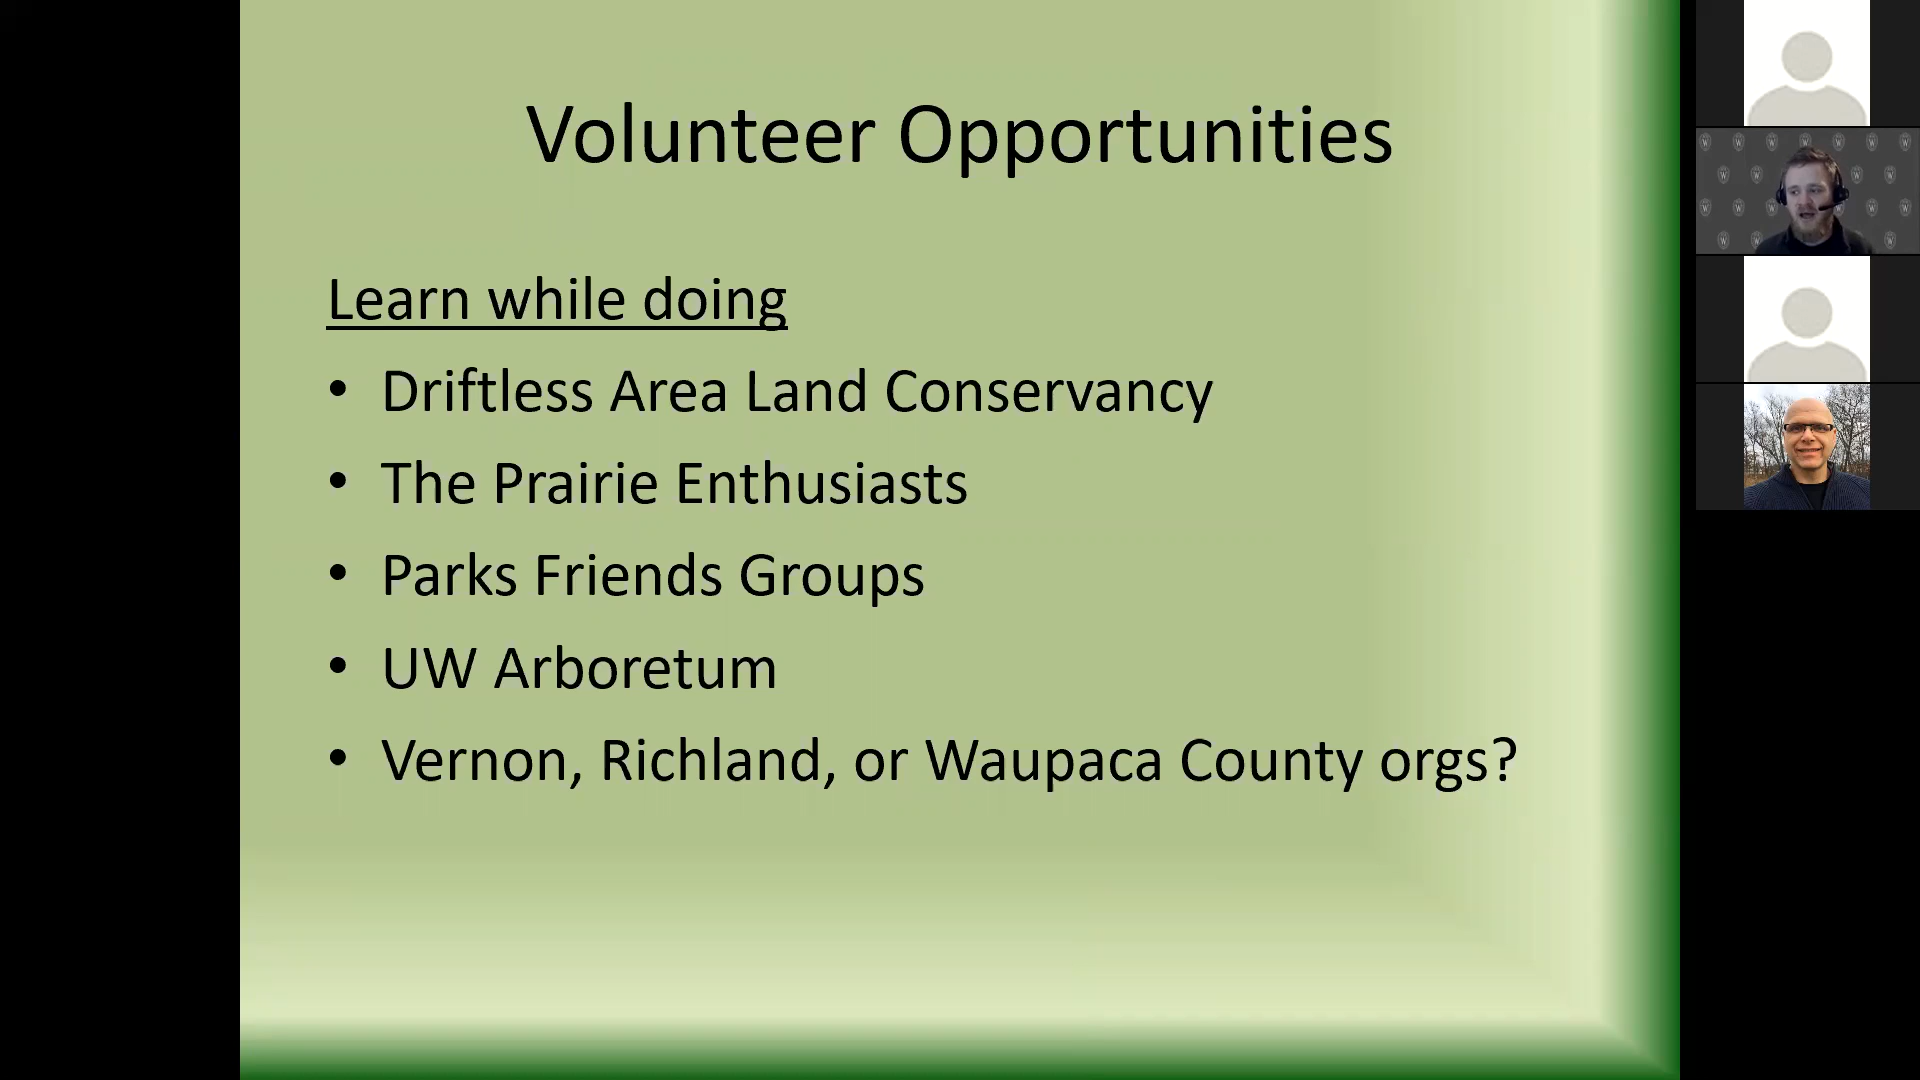 Volunteer Opportunities
Learn while doing
• Driftless Area Land Conservancy
• The Prairie Enthusiasts
• Parks Friends Groups
• UW Arboretum
• Vernon, Richland, or Waupaca County orgs?